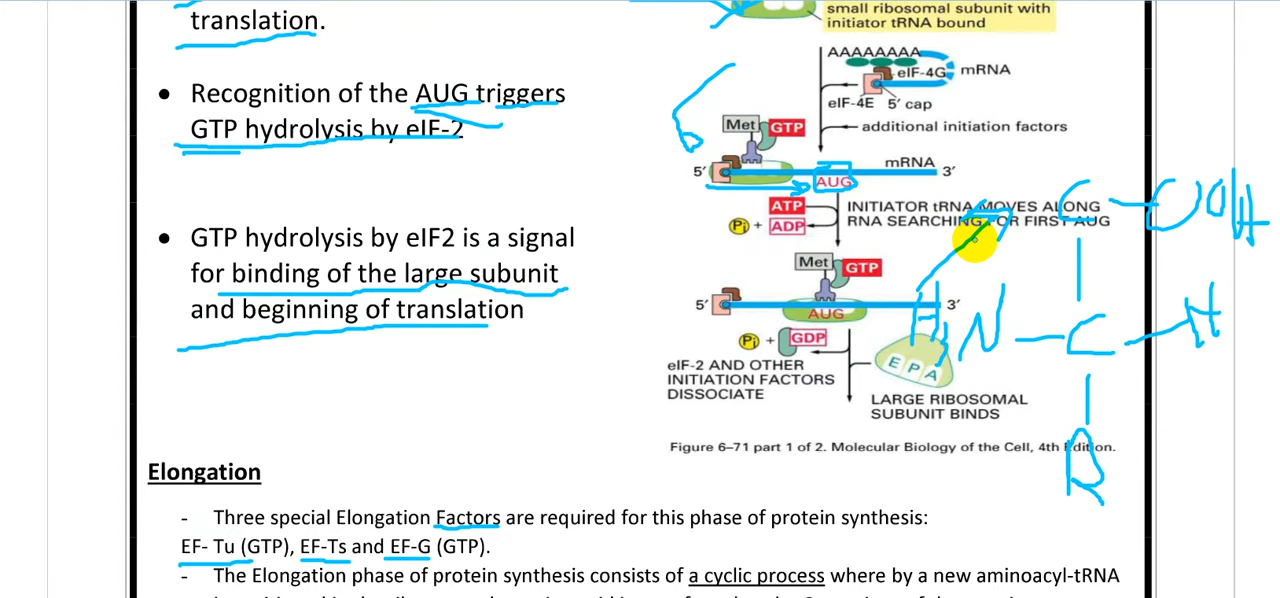 translation.
• Recognition of the AUG triggers
GTP hydrolysis by eIF-2
• GTP hydrolysis by eIF2 is a signal
for binding of the large subunit
and beginning of translation
small ribosomal subunit with
initiator tRNA bound
AAAAAAAA
eIF-4G mRNA
eIF-4E 5′ cap
additional initiation factors
Met GTP
mRNA
5′ 3′
AUG
ATP
Pi + ADP
INITIATOR tRNA MOVES ALONG
RNA SEARCHING FOR FIRST AUG
Met GTP
5′ 3′
AUG
Pi + GDP
eIF-2 AND OTHER
INITIATION FACTORS
DISSOCIATE
E P A
LARGE RIBOSOMAL
SUBUNIT BINDS
C - OOH
H2N - C - H
R
Figure 6–71 part 1 of 2. Molecular Biology of the Cell, 4th Edition.
Elongation
- Three special Elongation Factors are required for this phase of protein synthesis:
EF- Tu (GTP), EF-Ts and EF-G (GTP).
- The Elongation phase of protein synthesis consists of a cyclic process where by a new aminoacyl-tRNA